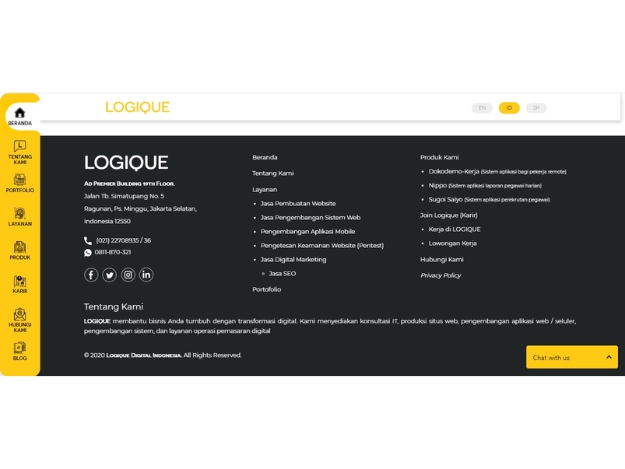 LOGIQUE
EN ID JP
BERANDA
TENTANG
KAMI
PORTFOLIO
LAYANAN
PRODUK
KARIR
HUBUNGI
KAMI
BLOG
LOGIQUE
AD PREMIER BUILDING 19TH FLOOR.
Jalan Tb. Simatupang No. 5
Ragunan, Ps. Minggu, Jakarta Selatan,
Indonesia 12550
(021) 22708935 / 36
0811-870-321
Beranda
Tentang Kami
Layanan
Jasa Pembuatan Website
Jasa Pengembangan Sistem Web
Pengembangan Aplikasi Mobile
Pengetesan Keamanan Website (Pentest)
Jasa Digital Marketing
Jasa SEO
Portofolio
Produk Kami
Dokodemo-Kerja (Sistem aplikasi bagi pekerja remote)
Nippo (Sistem aplikasi laporan pegawai harian)
Sugoi Saiyo (Sistem aplikasi perekrutan pegawai)
Join Logique (Karir)
Kerja di LOGIQUE
Lowongan Kerja
Hubungi Kami
Privacy Policy
Tentang Kami
LOGIQUE membantu bisnis Anda tumbuh dengan transformasi digital. Kami menyediakan konsultasi IT, produksi situs web, pengembangan aplikasi web / seluler,
pengembangan sistem, dan layanan operasi pemasaran digital
© 2020 LOGIQUE DIGITAL INDONESIA. All Rights Reserved.
Chat with us